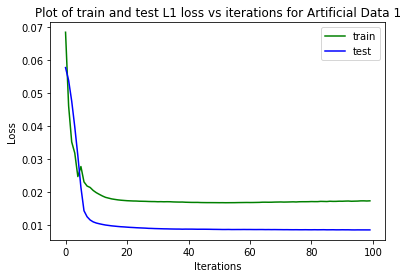 Plot of train and test L1 loss vs iterations for Artificial Data 1
train
test
0.07
0.06
0.05
0.04
0.03
0.02
0.01
Loss
0
20
40
60
80
100
Iterations